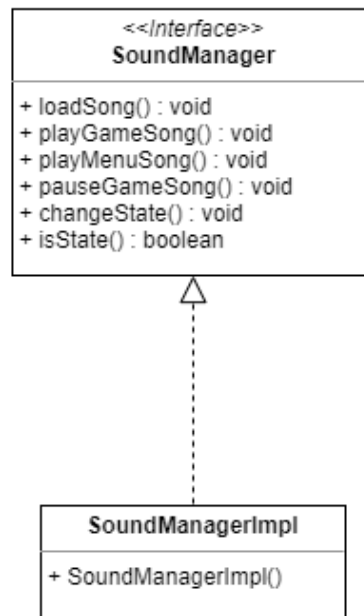 <<Interface>>
SoundManager
+ loadSong() : void
+ playGameSong() : void
+ playMenuSong() : void
+ pauseGameSong() : void
+ changeState() : void
+ isState() : boolean
SoundManagerImpl
+ SoundManagerImpl()